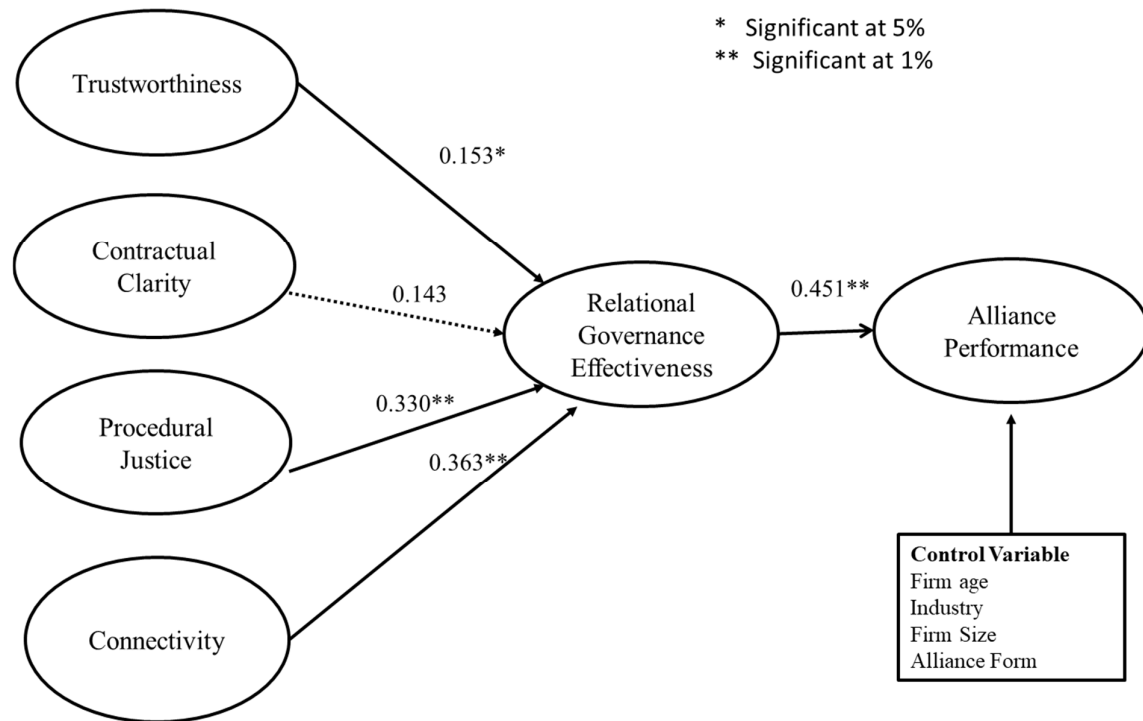 * Significant at 5%
** Significant at 1%
Trustworthiness
0.153*
Contractual
Clarity
0.143
Relational
Governance
Effectiveness
0.451**
Alliance
Performance
Procedural
Justice
0.330**
0.363**
Connectivity
Control Variable
Firm age
Industry
Firm Size
Alliance Form